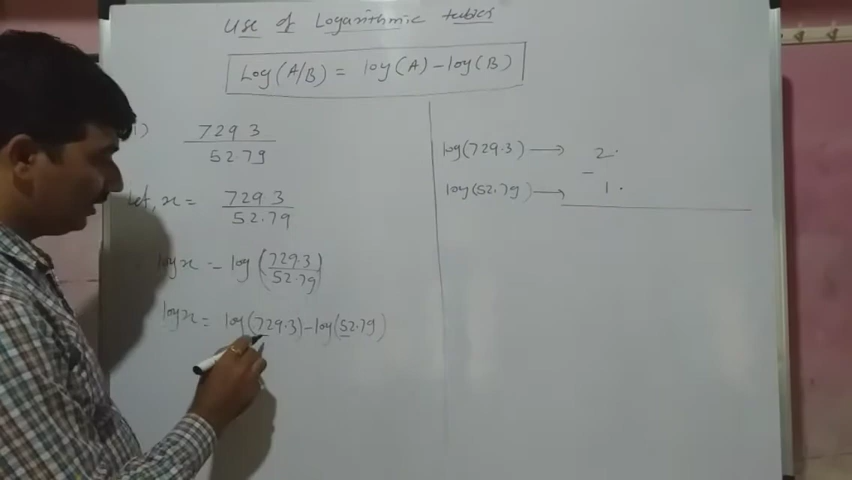 Use of Logarithmic tables
Log(A/B) = log(A) - log(B)
1) 729.3
52.79
let, x = 729.3
52.79
log x = log (729.3
52.79)
log x = log(729.3) - log(52.79)
log(729.3) → 2.
-
log(52.79) → 1.